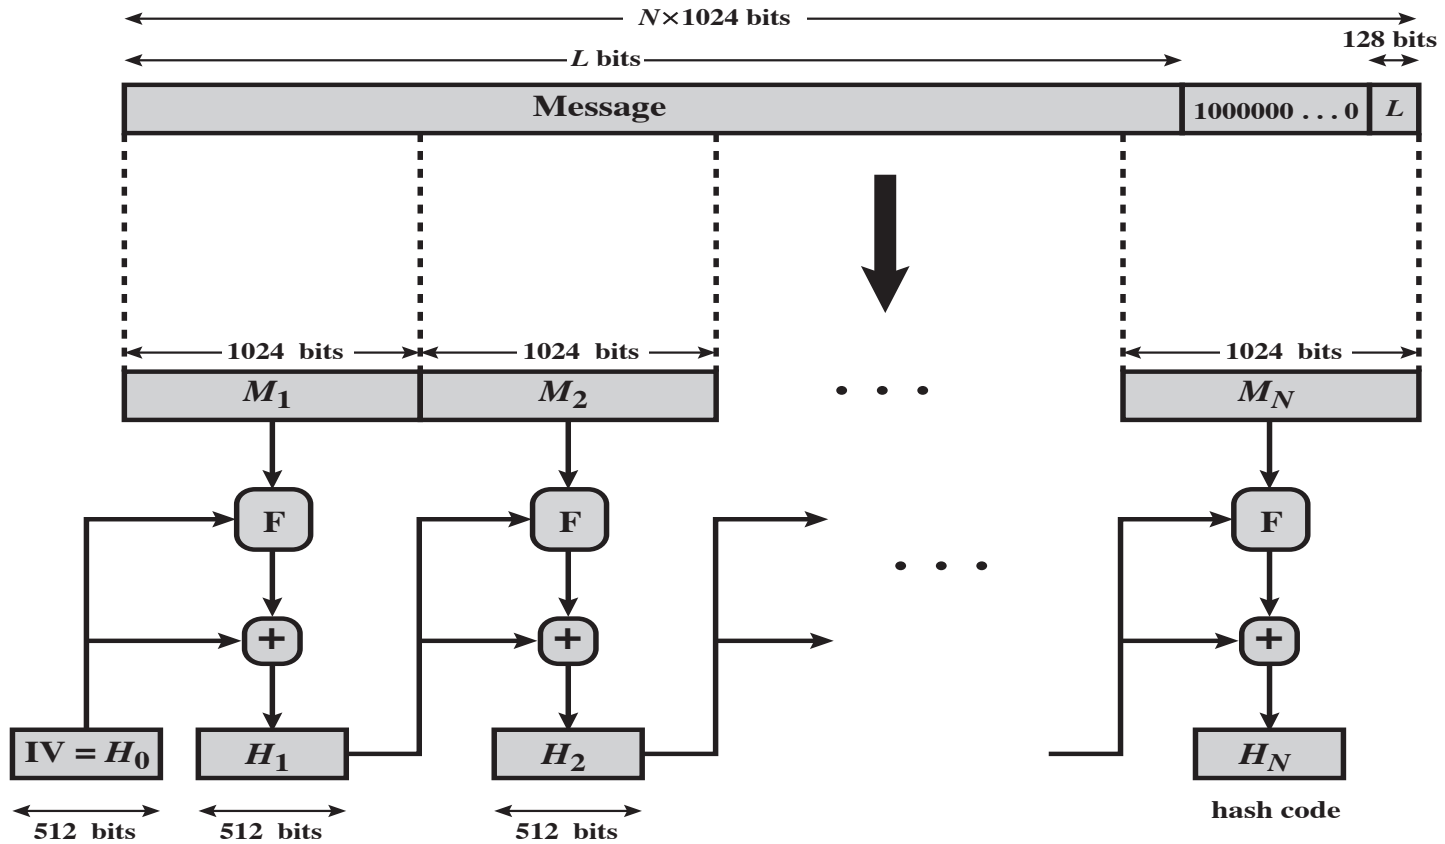 N×1024 bits
128 bits
L bits
Message
1000000 . . . 0
L
1024 bits
1024 bits
1024 bits
M1
M2
. . .
MN
F
F
F
. . .
+
+
+
IV = H0
H1
H2
HN
512 bits
512 bits
512 bits
hash code